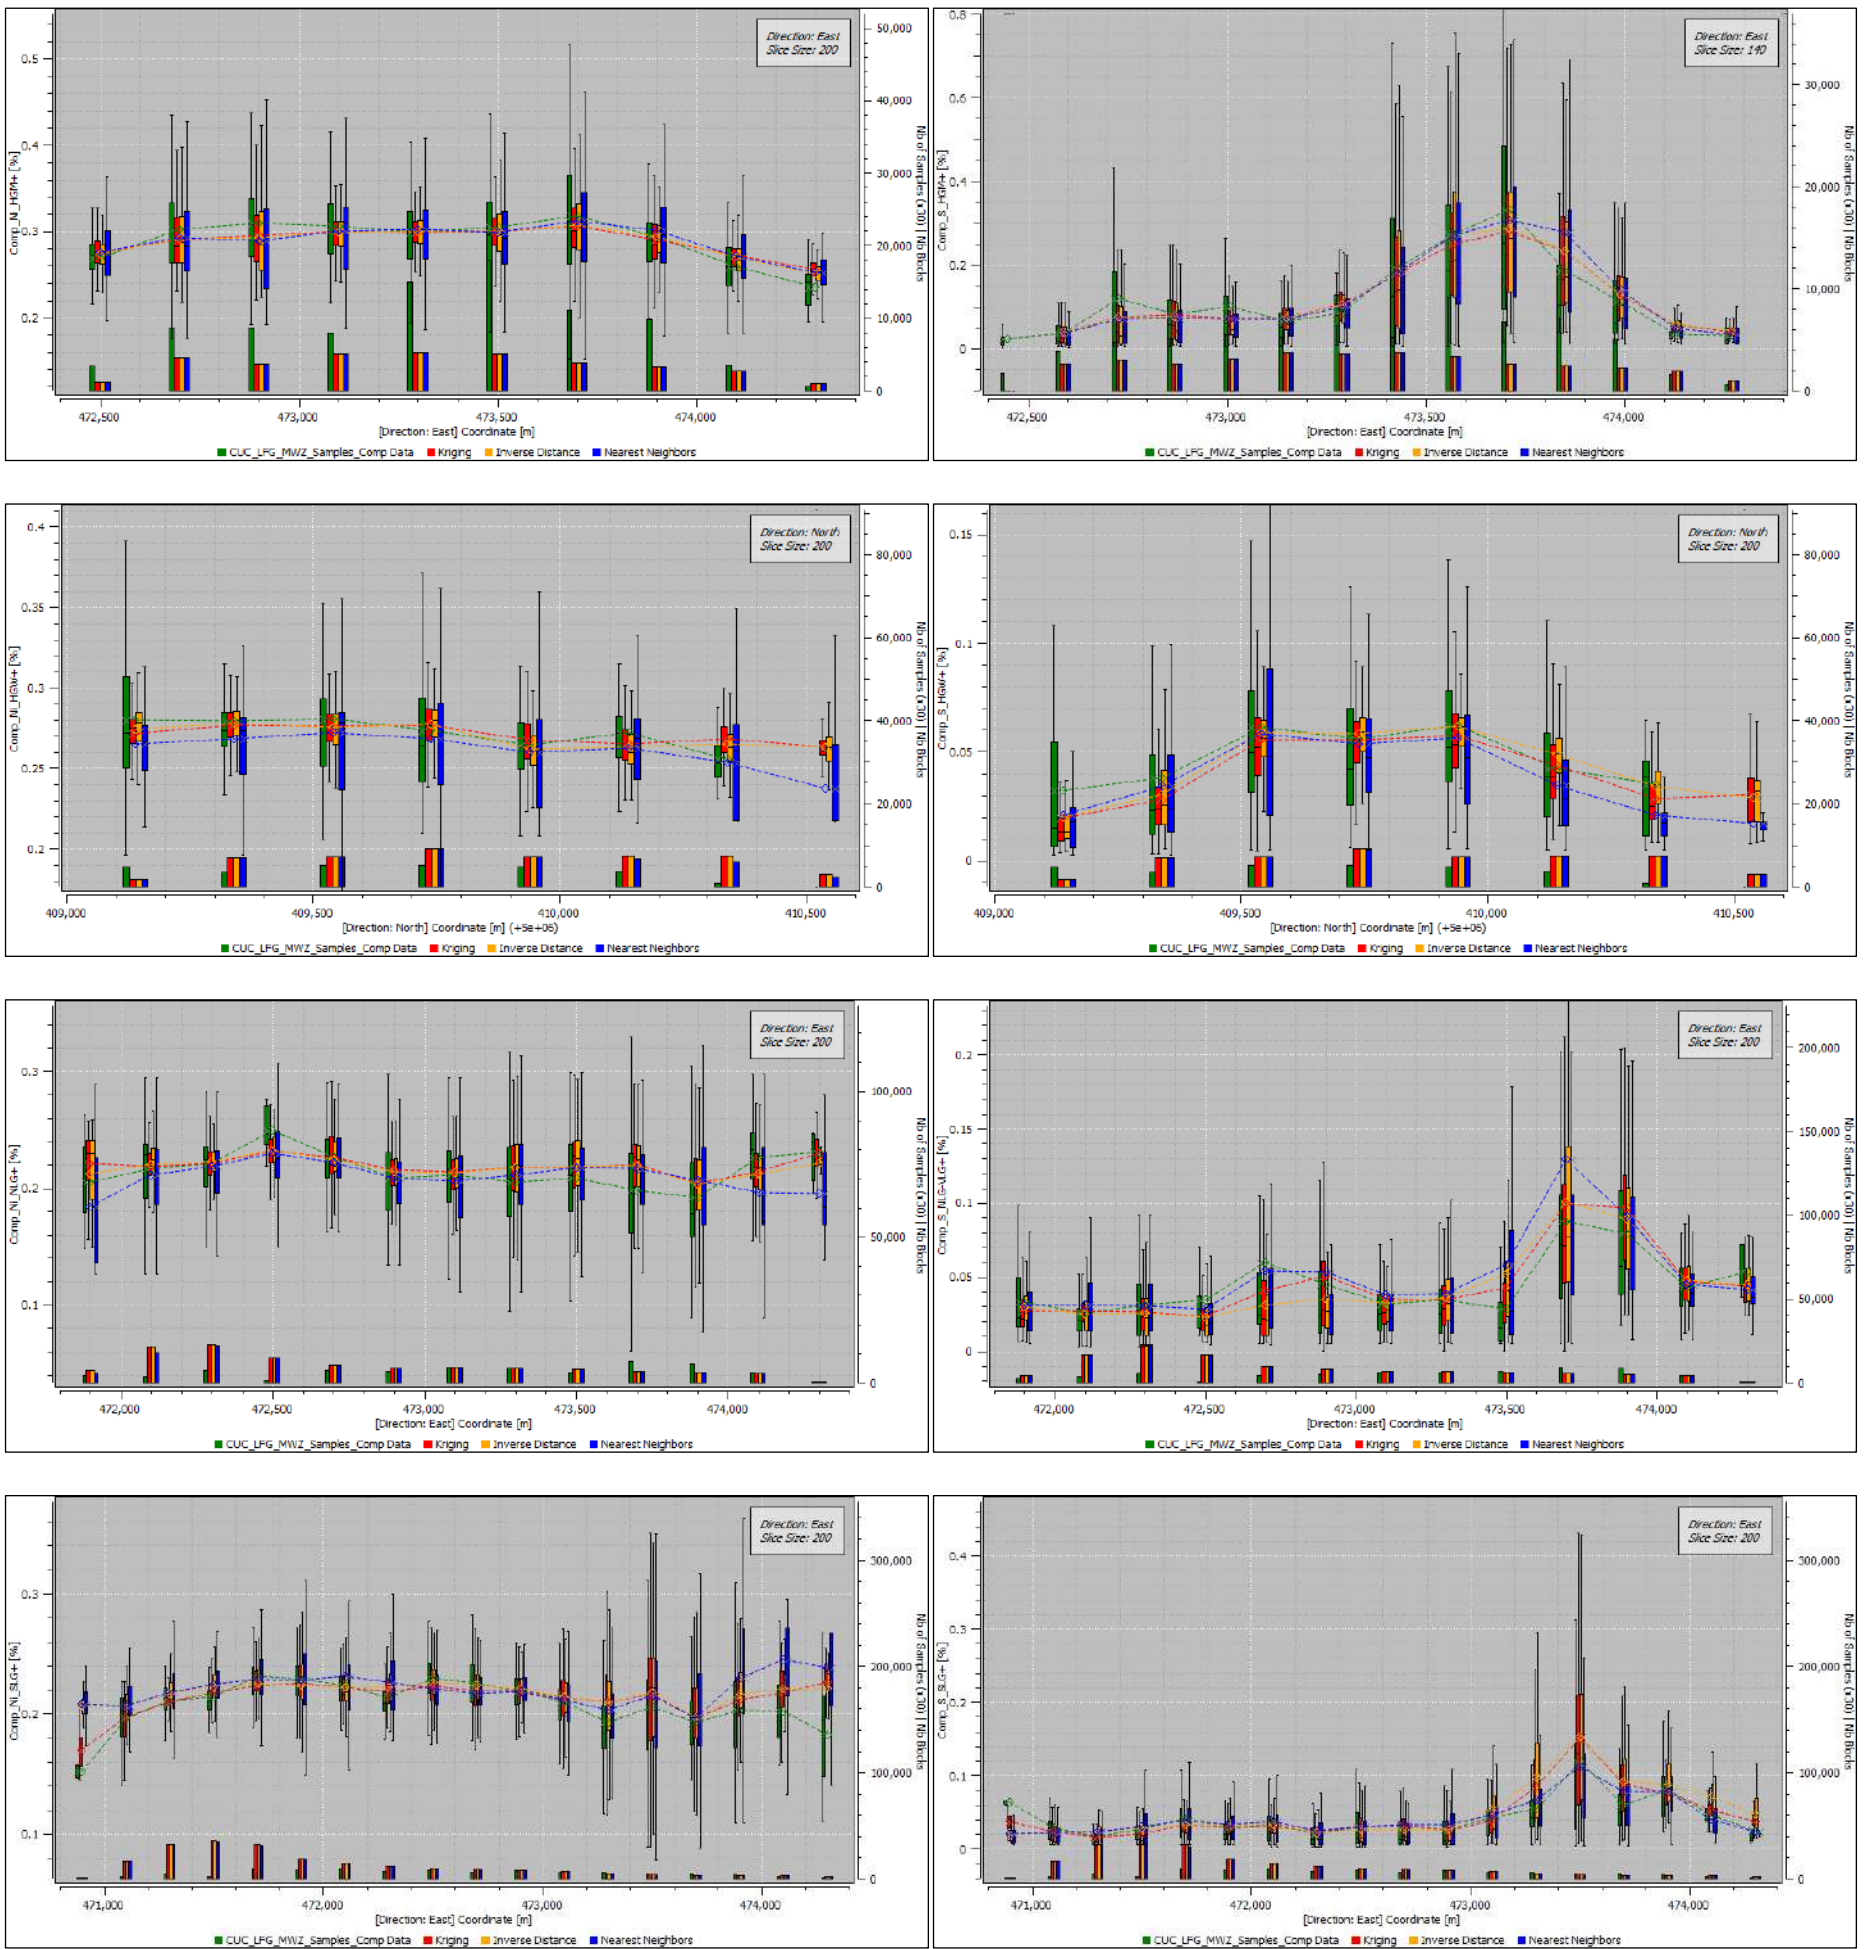 Direction: East
Slice Size: 200
Comp_Ni_HGM+ [%]
0.5
0.4
0.3
0.2
50,000
40,000
30,000
20,000
10,000
0
Nb of Samples (x30) | Nb Blocks
472,500 473,000 473,500 474,000
[Direction: East] Coordinate [m]
CUC_LFG_MWZ_Samples_Comp Data Kriging Inverse Distance Nearest Neighbors
Direction: East
Slice Size: 140
Comp_S_HGM+ [%]
0.8
0.6
0.4
0.2
0
30,000
20,000
10,000
0
Nb of Samples (x30) | Nb Blocks
472,500 473,000 473,500 474,000
[Direction: East] Coordinate [m]
CUC_LFG_MWZ_Samples_Comp Data Kriging Inverse Distance Nearest Neighbors
Direction: North
Slice Size: 200
Comp_Ni_HGW+ [%]
0.4
0.35
0.3
0.25
0.2
80,000
60,000
40,000
20,000
0
Nb of Samples (x30) | Nb Blocks
409,000 409,500 410,000 410,500
[Direction: North] Coordinate [m] (+5e+06)
CUC_LFG_MWZ_Samples_Comp Data Kriging Inverse Distance Nearest Neighbors
Direction: North
Slice Size: 200
Comp_S_HGW+ [%]
0.15
0.1
0.05
0
80,000
60,000
40,000
20,000
0
Nb of Samples (x30) | Nb Blocks
409,000 409,500 410,000 410,500
[Direction: North] Coordinate [m] (+5e+06)
CUC_LFG_MWZ_Samples_Comp Data Kriging Inverse Distance Nearest Neighbors
Direction: East
Slice Size: 200
Comp_Ni_NLG+ [%]
0.3
0.2
0.1
100,000
50,000
0
Nb of Samples (x30) | Nb Blocks
472,000 472,500 473,000 473,500 474,000
[Direction: East] Coordinate [m]
CUC_LFG_MWZ_Samples_Comp Data Kriging Inverse Distance Nearest Neighbors
Direction: East
Slice Size: 200
Comp_S_NLG-VLG+ [%]
0.2
0.15
0.1
0.05
0
200,000
150,000
100,000
50,000
0
Nb of Samples (x30) | Nb Blocks
472,000 472,500 473,000 473,500 474,000
[Direction: East] Coordinate [m]
CUC_LFG_MWZ_Samples_Comp Data Kriging Inverse Distance Nearest Neighbors
Direction: East
Slice Size: 200
Comp_Ni_SLG+ [%]
0.3
0.2
0.1
300,000
200,000
100,000
0
Nb of Samples (x30) | Nb Blocks
471,000 472,000 473,000 474,000
[Direction: East] Coordinate [m]
CUC_LFG_MWZ_Samples_Comp Data Kriging Inverse Distance Nearest Neighbors
Direction: East
Slice Size: 200
Comp_S_SLG+ [%]
0.4
0.3
0.2
0.1
0
300,000
200,000
100,000
0
Nb of Samples (x30) | Nb Blocks
471,000 472,000 473,000 474,000
[Direction: East] Coordinate [m]
CUC_LFG_MWZ_Samples_Comp Data Kriging Inverse Distance Nearest Neighbors